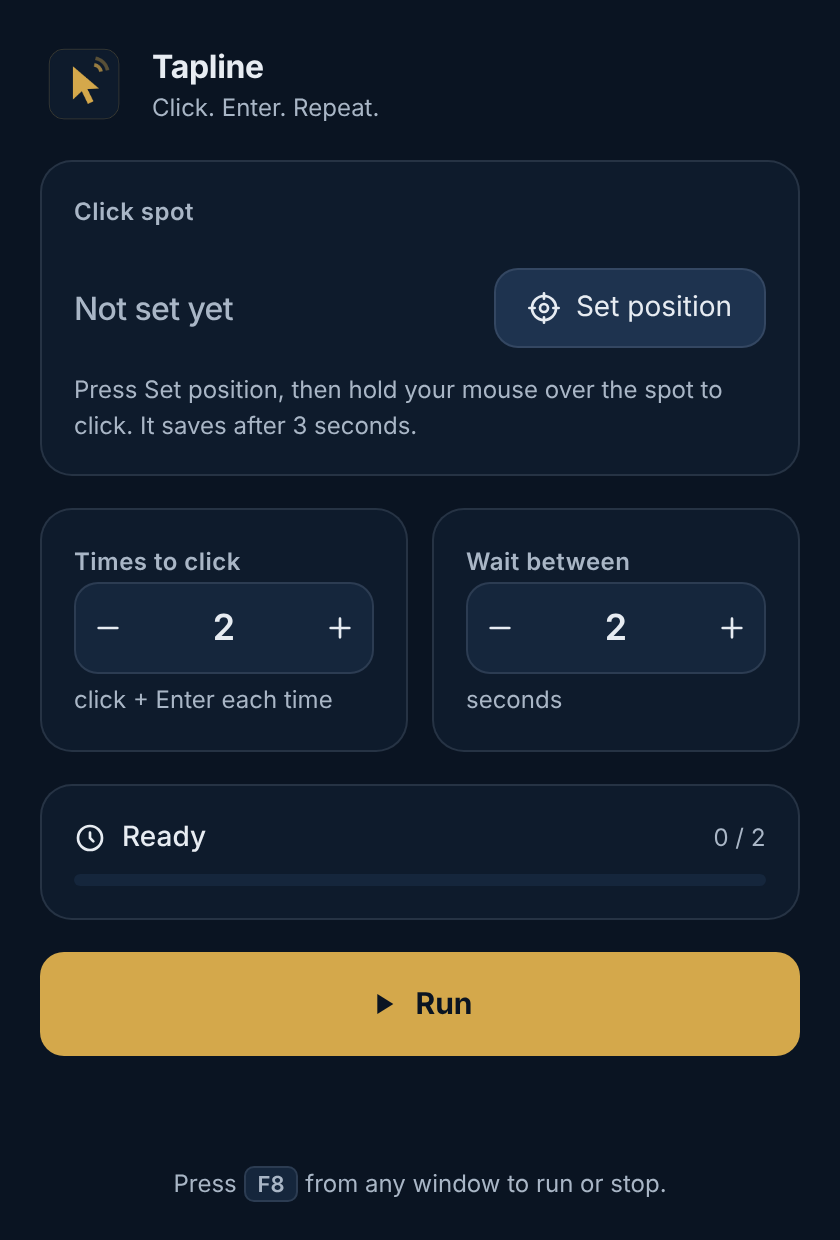 Tapline
Click. Enter. Repeat.
Click spot
Not set yet
Set position
Press Set position, then hold your mouse over the spot to
click. It saves after 3 seconds.
Times to click
− 2 +
click + Enter each time
Wait between
− 2 +
seconds
Ready
0 / 2
Run
Press F8 from any window to run or stop.